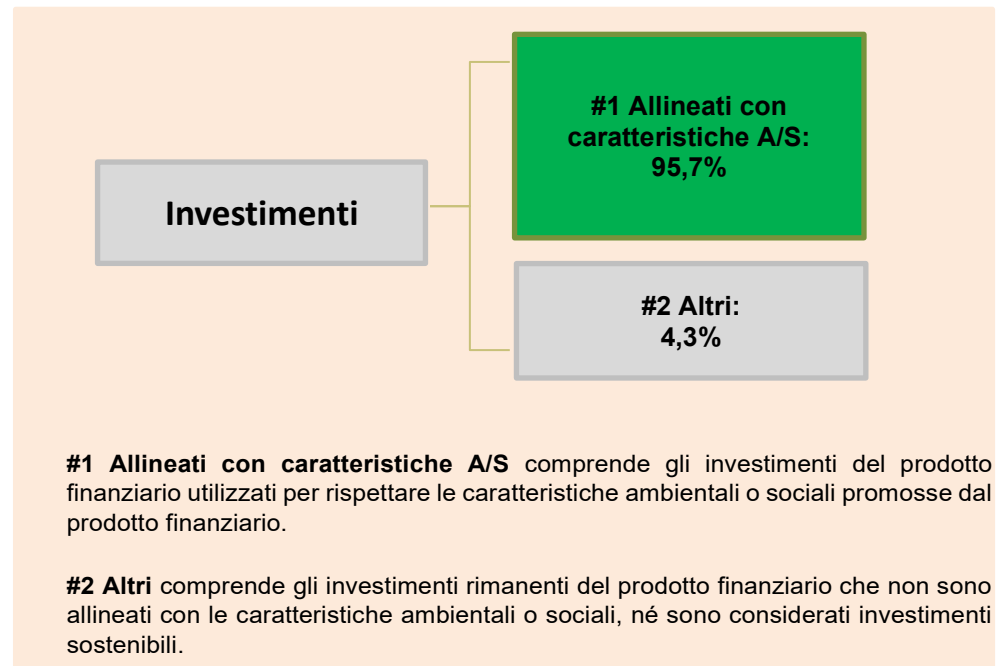 #1 Allineati con
caratteristiche A/S:
95,7%
Investimenti
#2 Altri:
4,3%
#1 Allineati con caratteristiche A/S comprende gli investimenti del prodotto
finanziario utilizzati per rispettare le caratteristiche ambientali o sociali promosse dal
prodotto finanziario.
#2 Altri comprende gli investimenti rimanenti del prodotto finanziario che non sono
allineati con le caratteristiche ambientali o sociali, né sono considerati investimenti
sostenibili.